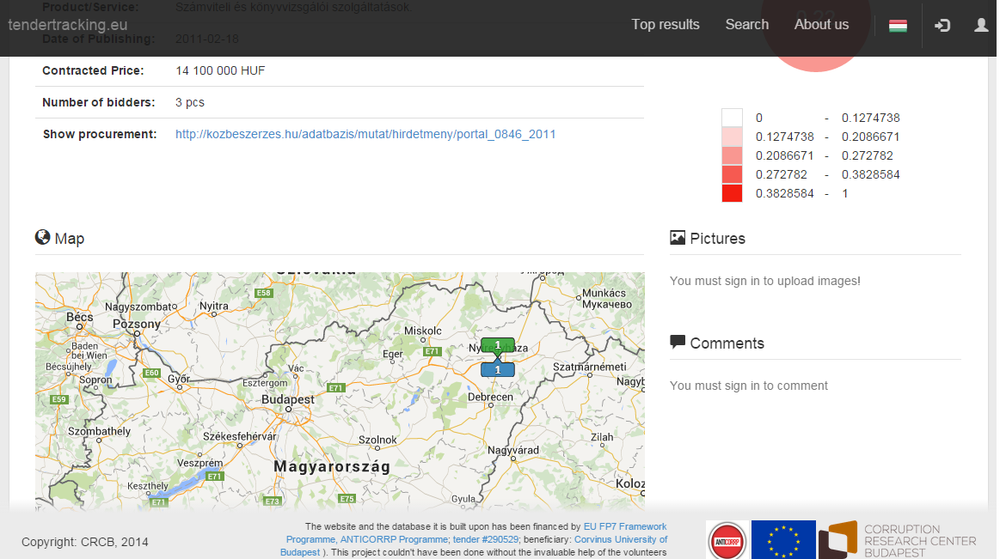 tendertracking.eu
Top results
Search
About us
Product/Service: Számviteli és könyvvizsgálói szolgáltatások.
Date of Publishing: 2011-02-18
Contracted Price: 14 100 000 HUF
Number of bidders: 3 pcs
Show procurement: http://kozbeszerzes.hu/adatbazis/mutat/hirdetmeny/portal_0846_2011
0 - 0.1274738
0.1274738 - 0.2086671
0.2086671 - 0.272782
0.272782 - 0.3828584
0.3828584 - 1
Map
Szlovákia
E58
Nagyszombat
Nyitra
Bécs
Pozsony
Munkács
Мукачево
Baden
bei Wien
Miskolc
1
Bécsújhely
Eger
E71
Nyíregyháza
Sopron
E60
Győr
Vác
1
Szatmárnémeti
Esztergom
E71
E59
Budapest
Debrecen
Szombathely
Székesfehérvár
Szolnok
Nagyvárad
Zilah
Veszprém
Magyarország
E71
Keszthely
E71
E73
E75
Gyula
Koloz
Pictures
You must sign in to upload images!
Comments
You must sign in to comment
Copyright: CRCB, 2014
The website and the database it is built upon has been financed by EU FP7 Framework
Programme, ANTICORRP Programme; tender #290529; beneficiary: Corvinus University of
Budapest ). This project couldn't have been done without the invaluable help of the volunteers
ANTICORRP
CORRUPTION
RESEARCH CENTER
BUDAPEST